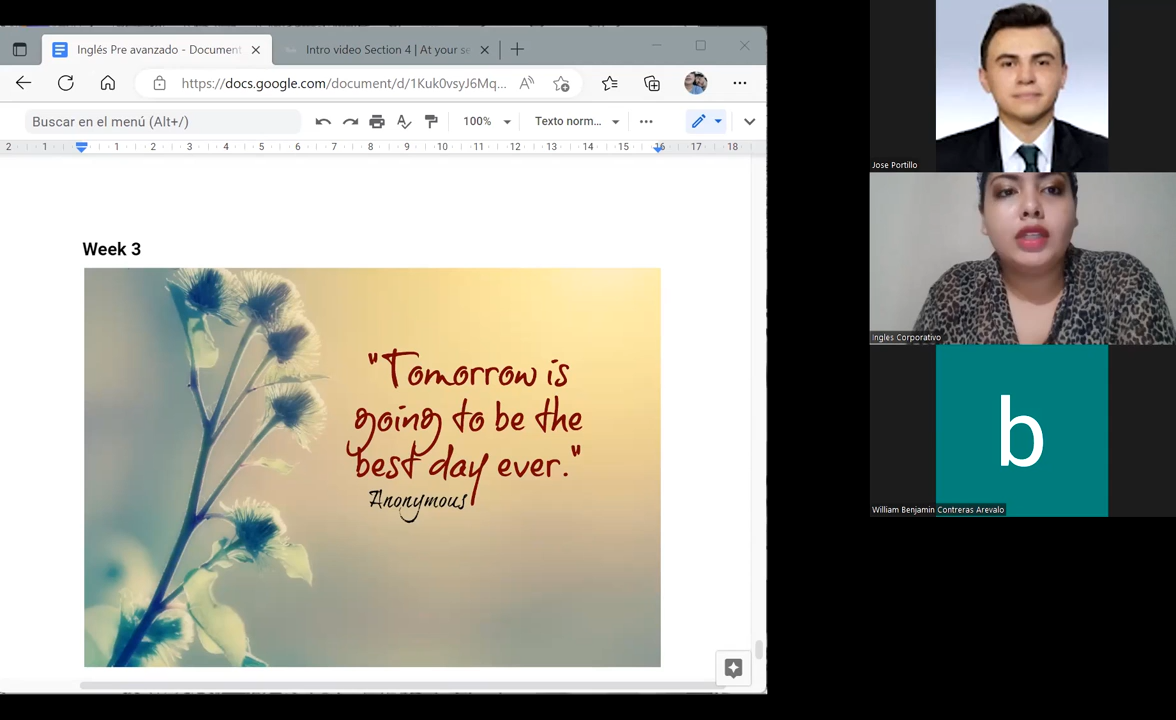 Inglés Pre avanzado - Document
Intro video Section 4 | At your se
https://docs.google.com/document/d/1Kuk0vsyJ6Mq...
Buscar en el menú (Alt+/)
100%
Texto norm...
2 1 1 2 3 4 5 6 7 8 9 10 11 12 13 14 15 16 17 18
Week 3
"Tomorrow is
going to be the
best day ever."
Anonymous
Jose Portillo
Ingles Corporativo
b
William Benjamin Contreras Arevalo